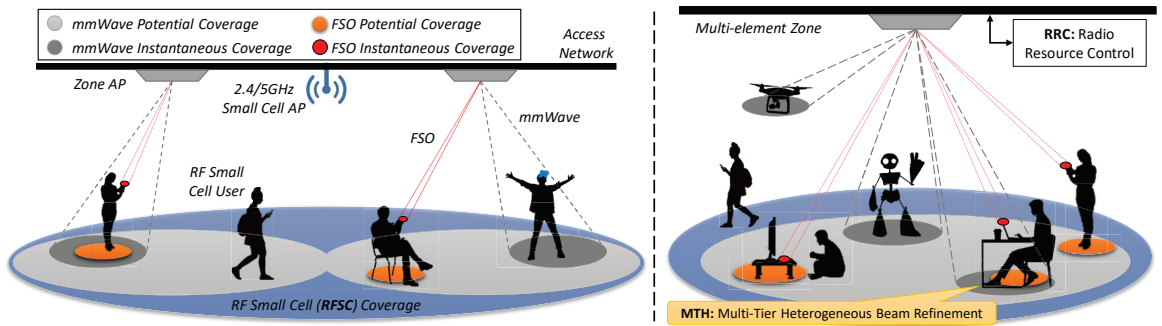 mmWave Potential Coverage
FSO Potential Coverage
mmWave Instantaneous Coverage
FSO Instantaneous Coverage
Access
Network
Zone AP
2.4/5GHz
Small Cell AP
mmWave
FSO
RF Small
Cell User
RF Small Cell (RFSC) Coverage
Multi-element Zone
RRC: Radio
Resource Control
MTH: Multi-Tier Heterogeneous Beam Refinement